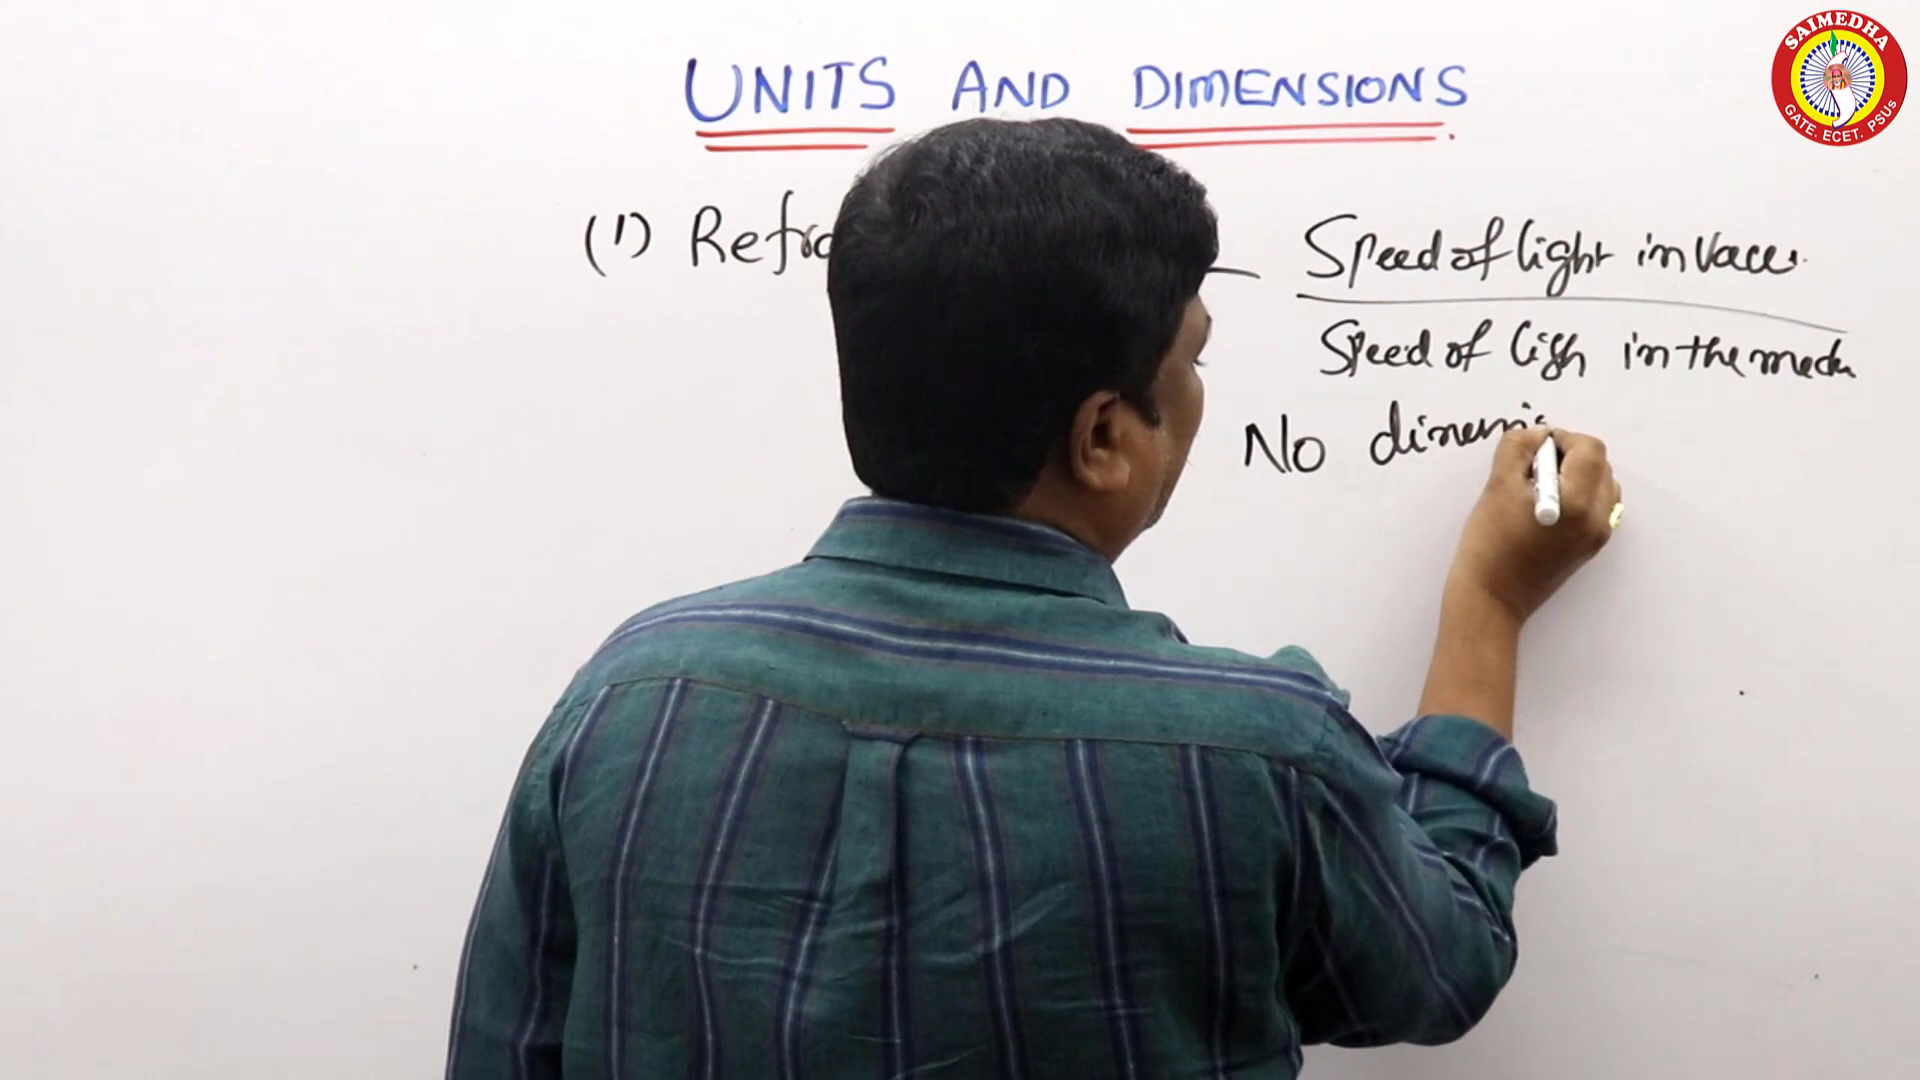 UNITS AND DIMENSIONS
(1) Refra
Speed of light in Vacu.
Speed of ligh in the medu
No dimensi
SAIMEDHA
GATE. ECET. PSUs